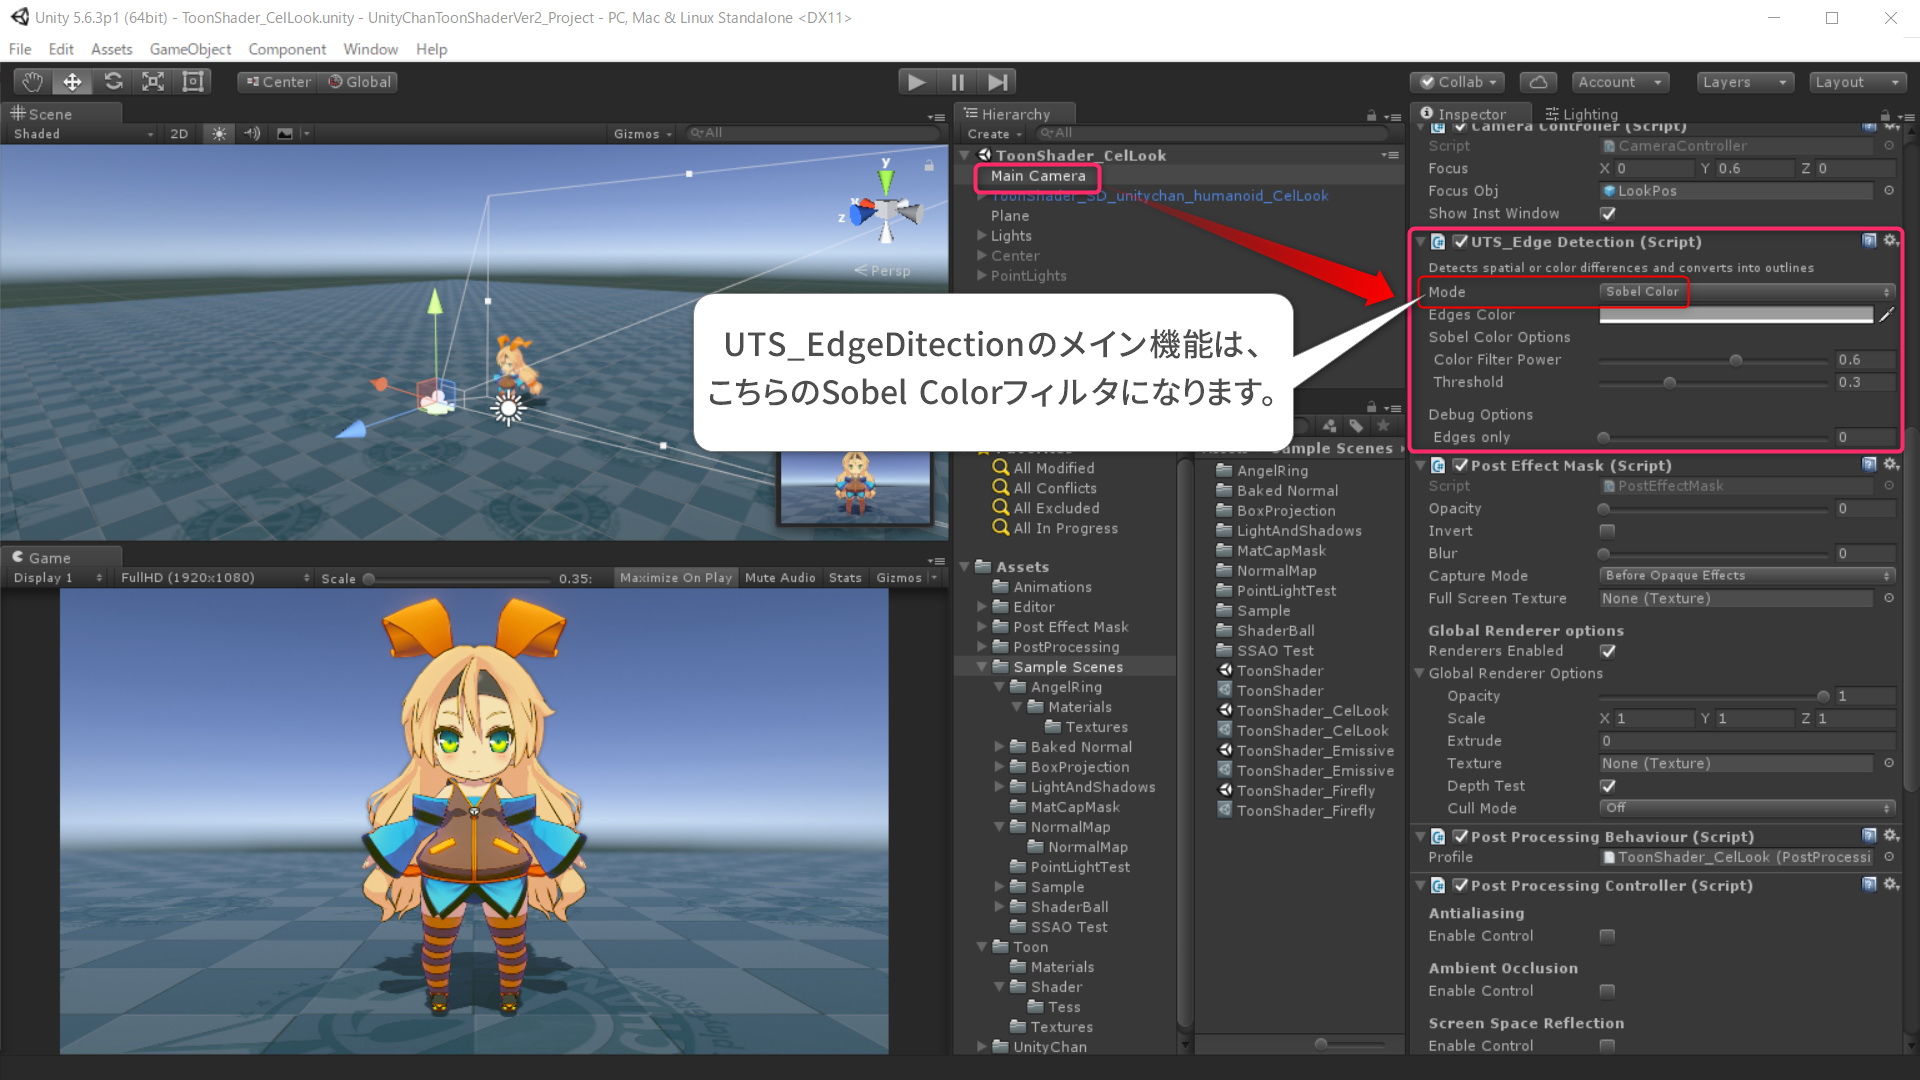 Unity 5.6.3p1 (64bit) - ToonShader_CelLook.unity - UnityChanToonShaderVer2_Project - PC, Mac & Linux Standalone <DX11>
File Edit Assets GameObject Component Window Help
Center Global Collab Account Layers Layout
Scene
Shaded 2D Gizmos All
y
x
z
Persp
Game
Display 1 FullHD (1920x1080) Scale 0.35: Maximize On Play Mute Audio Stats Gizmos
Hierarchy
Create All
ToonShader_CelLook
Main Camera
ToonShader_SD_unitychan_humanoid_CelLook
Plane
Lights
Center
PointLights
UTS_EdgeDitectionのメイン機能は、
こちらのSobel Colorフィルタになります。
All Modified
All Conflicts
All Excluded
All In Progress
Assets
Animations
Editor
Post Effect Mask
PostProcessing
Sample Scenes
AngelRing
Materials
Textures
Baked Normal
BoxProjection
LightAndShadows
MatCapMask
NormalMap
NormalMap
PointLightTest
Sample
ShaderBall
SSAO Test
Toon
Materials
Shader
Tess
Textures
UnityChan
Sample Scenes
AngelRing
Baked Normal
BoxProjection
LightAndShadows
MatCapMask
NormalMap
PointLightTest
Sample
ShaderBall
SSAO Test
ToonShader
ToonShader
ToonShader_CelLook
ToonShader_CelLook
ToonShader_Emissive
ToonShader_Emissive
ToonShader_Firefly
ToonShader_Firefly
Inspector Lighting
Camera Controller (Script)
Script CameraController
Focus X 0 Y 0.6 Z 0
Focus Obj LookPos
Show Inst Window
UTS_Edge Detection (Script)
Detects spatial or color differences and converts into outlines
Mode Sobel Color
Edges Color
Sobel Color Options
Color Filter Power 0.6
Threshold 0.3
Debug Options
Edges only 0
Post Effect Mask (Script)
Script PostEffectMask
Opacity 0
Invert
Blur 0
Capture Mode Before Opaque Effects
Full Screen Texture None (Texture)
Global Renderer options
Renderers Enabled
Global Renderer Options
Opacity 1
Scale X 1 Y 1 Z 1
Extrude 0
Texture None (Texture)
Depth Test
Cull Mode Off
Post Processing Behaviour (Script)
Profile ToonShader_CelLook (PostProcessi
Post Processing Controller (Script)
Antialiasing
Enable Control
Ambient Occlusion
Enable Control
Screen Space Reflection
Enable Control